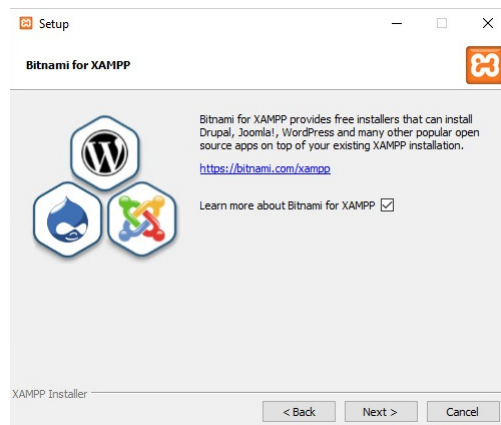 Setup
Bitnami for XAMPP
Bitnami for XAMPP provides free installers that can install
Drupal, Joomla!, WordPress and many other popular open
source apps on top of your existing XAMPP installation.
https://bitnami.com/xampp
Learn more about Bitnami for XAMPP
XAMPP Installer
< Back
Next >
Cancel